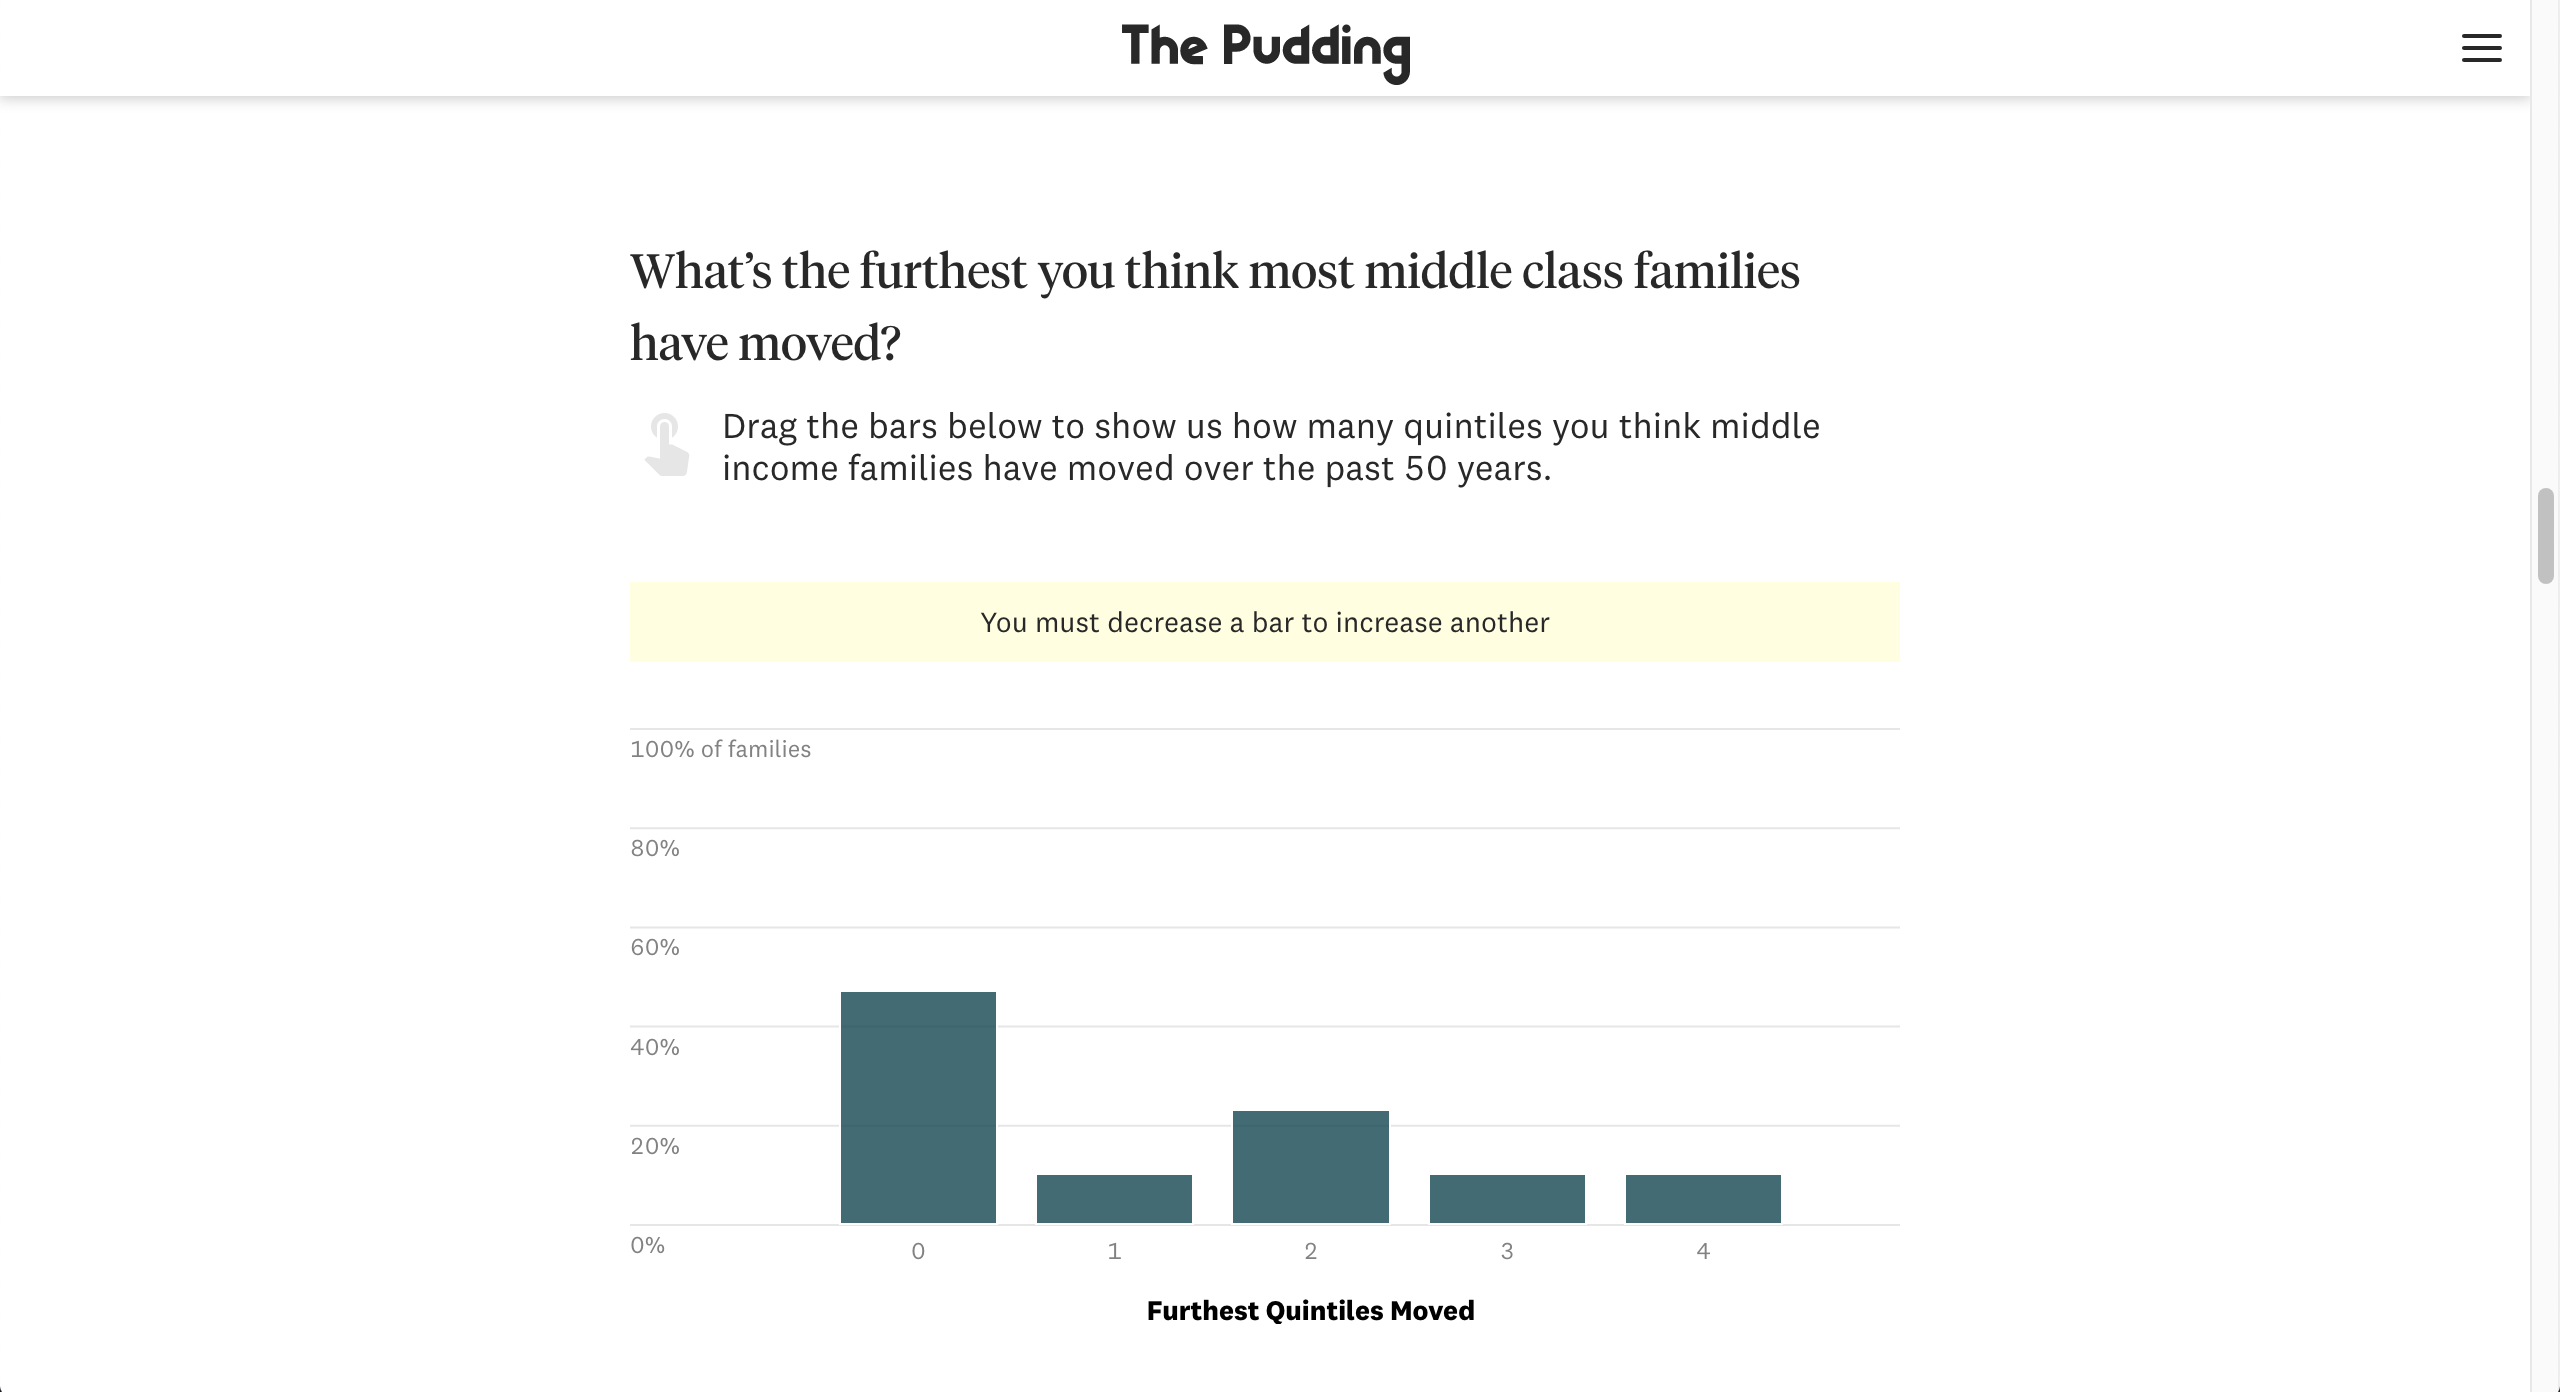 The Pudding
What’s the furthest you think most middle class families
have moved?
Drag the bars below to show us how many quintiles you think middle
income families have moved over the past 50 years.
You must decrease a bar to increase another
100% of families
80%
60%
40%
20%
0%
0 1 2 3 4
Furthest Quintiles Moved